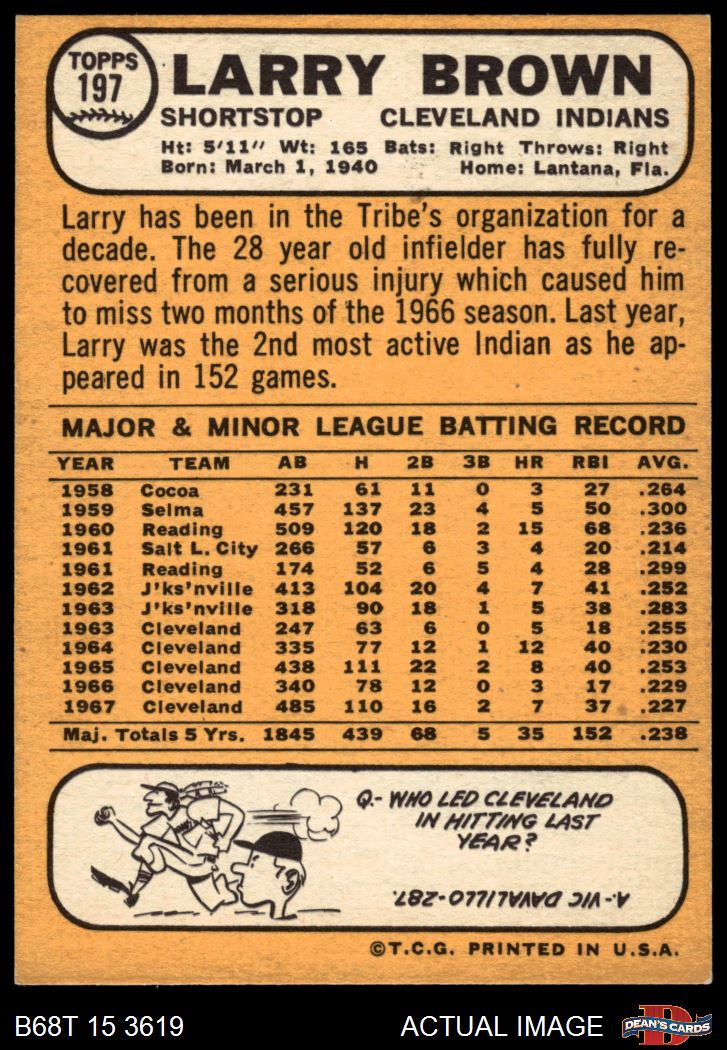 TOPPS
197
LARRY BROWN
SHORTSTOP CLEVELAND INDIANS
Ht: 5'11" Wt: 165 Bats: Right Throws: Right
Born: March 1, 1940 Home: Lantana, Fla.
Larry has been in the Tribe's organization for a
decade. The 28 year old infielder has fully re-
covered from a serious injury which caused him
to miss two months of the 1966 season. Last year,
Larry was the 2nd most active Indian as he ap-
peared in 152 games.
MAJOR & MINOR LEAGUE BATTING RECORD
YEAR TEAM AB H 2B 3B HR RBI AVG.
1958 Cocoa 231 61 11 0 3 27 .264
1959 Selma 457 137 23 4 5 50 .300
1960 Reading 509 120 18 2 15 68 .236
1961 Salt L. City 266 57 6 3 4 20 .214
1961 Reading 174 52 6 5 4 28 .299
1962 J'ks'nville 413 104 20 4 7 41 .252
1963 J'ks'nville 318 90 18 1 5 38 .283
1963 Cleveland 247 63 6 0 5 18 .255
1964 Cleveland 335 77 12 1 12 40 .230
1965 Cleveland 438 111 22 2 8 40 .253
1966 Cleveland 340 78 12 0 3 17 .229
1967 Cleveland 485 110 16 2 7 37 .227
Maj. Totals 5 Yrs. 1845 439 68 5 35 152 .238
Q.- WHO LED CLEVELAND
IN HITTING LAST
YEAR?
A- VIC DAVALILLO-287.
©T.C.G. PRINTED IN U.S.A.
B68T 15 3619 ACTUAL IMAGE D DEAN'S CARDS